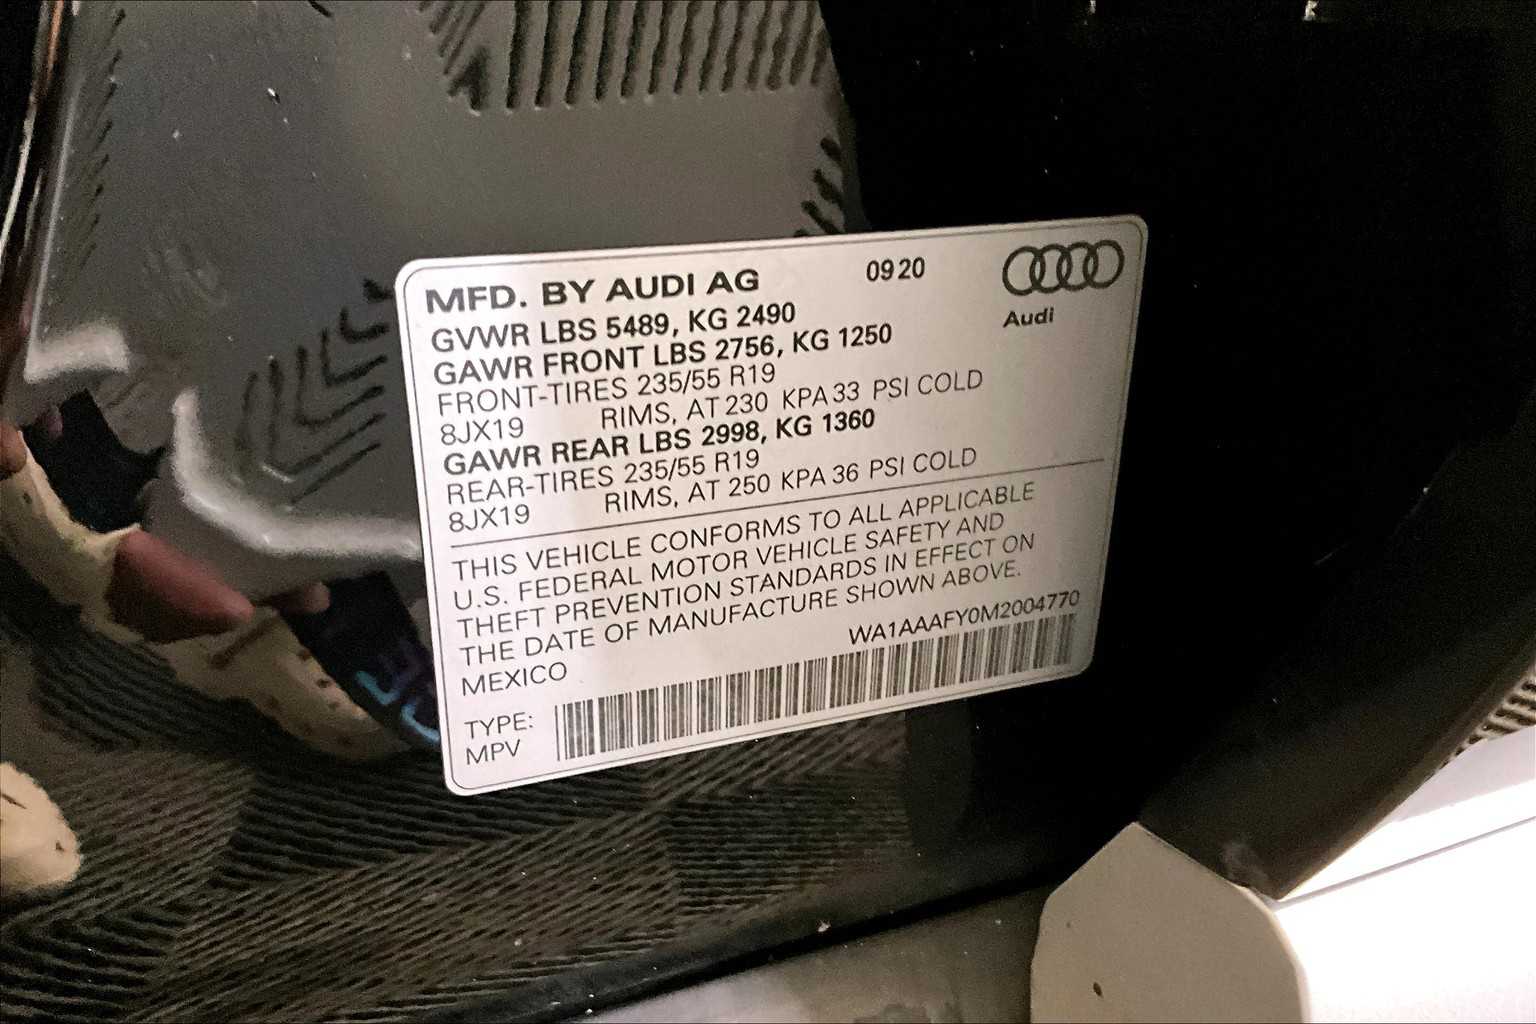 MFD. BY AUDI AG 0920
Audi
GVWR LBS 5489, KG 2490
GAWR FRONT LBS 2756, KG 1250
FRONT-TIRES 235/55 R19
8JX19 RIMS, AT 230 KPA 33 PSI COLD
GAWR REAR LBS 2998, KG 1360
REAR-TIRES 235/55 R19
8JX19 RIMS, AT 250 KPA 36 PSI COLD
THIS VEHICLE CONFORMS TO ALL APPLICABLE
U.S. FEDERAL MOTOR VEHICLE SAFETY AND
THEFT PREVENTION STANDARDS IN EFFECT ON
THE DATE OF MANUFACTURE SHOWN ABOVE.
MEXICO WA1AAAFY0M2004770
TYPE:
MPV